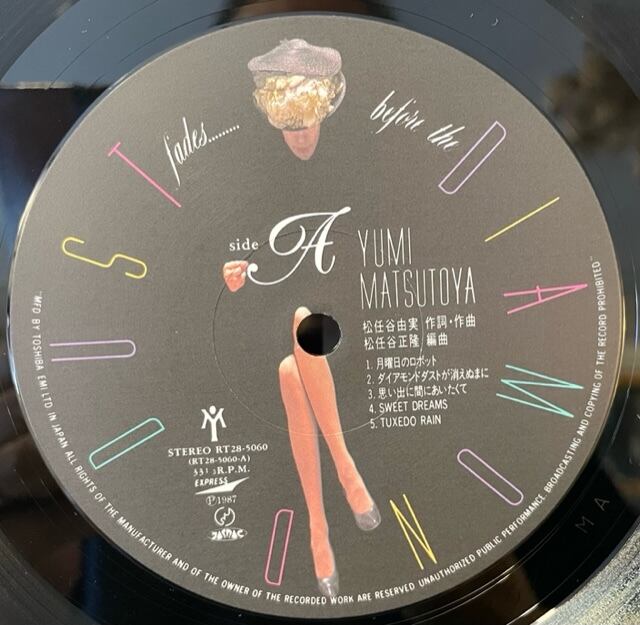 before the
DIAMOND DUST
fades........
side A
YUMI
MATSUTOYA
松任谷由実 作詞・作曲
松任谷正隆 編曲
1. 月曜日のロボット
2. ダイアモンドダストが消えぬまに
3. 思い出に間にあいたくて
4. SWEET DREAMS
5. TUXEDO RAIN
STEREO RT28-5060
(RT28-5060-A)
33 1/3 R.P.M.
EXPRESS
Ⓟ1987
"MFD BY TOSHIBA EMI LTD IN JAPAN ALL RIGHTS OF THE MANUFACTURER AND OF THE OWNER OF THE RECORDED WORK ARE RESERVED UNAUTHORIZED PUBLIC PERFORMANCE BROADCASTING AND COPYING OF THE RECORD PROHIBITED"
M A